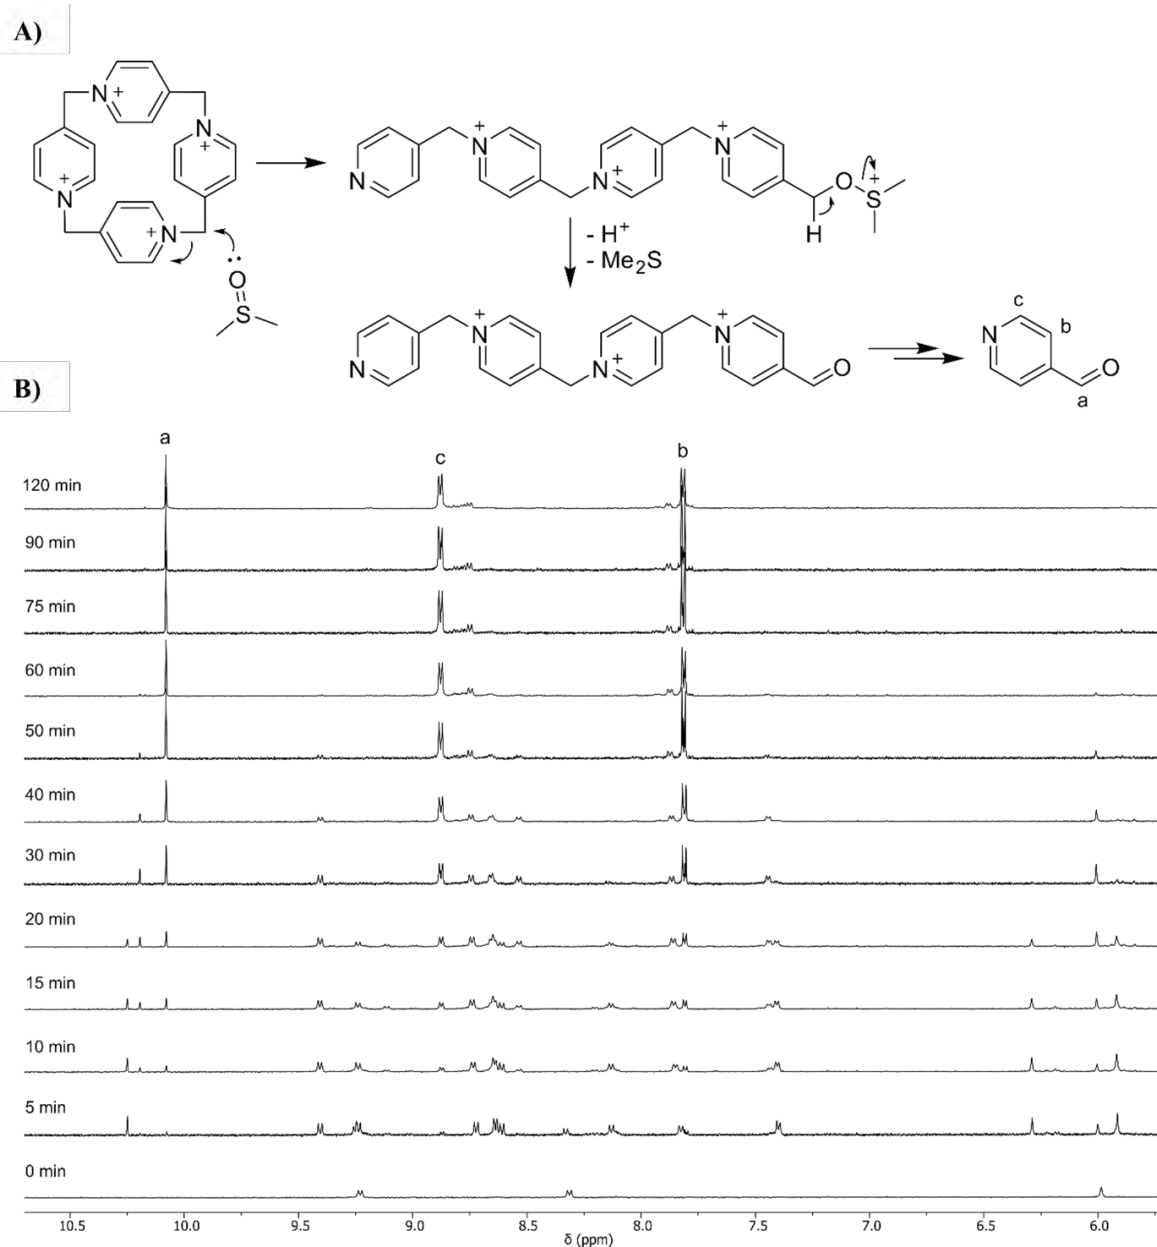 A)
N +
N +
N +
+ N
O
S
N
N +
N +
N +
O
S +
H
- H+
- Me2S
N
N +
N +
N +
O
c
b
N
O
a
B)
a
c
b
120 min
90 min
75 min
60 min
50 min
40 min
30 min
20 min
15 min
10 min
5 min
0 min
10.5 10.0 9.5 9.0 8.5 8.0 7.5 7.0 6.5 6.0
δ (ppm)